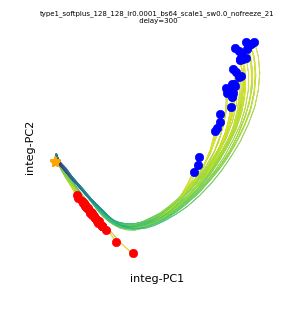 type1_softplus_128_128_lr0.0001_bs64_scale1_sw0.0_nofreeze_21
delay=300
integ-PC2
integ-PC1